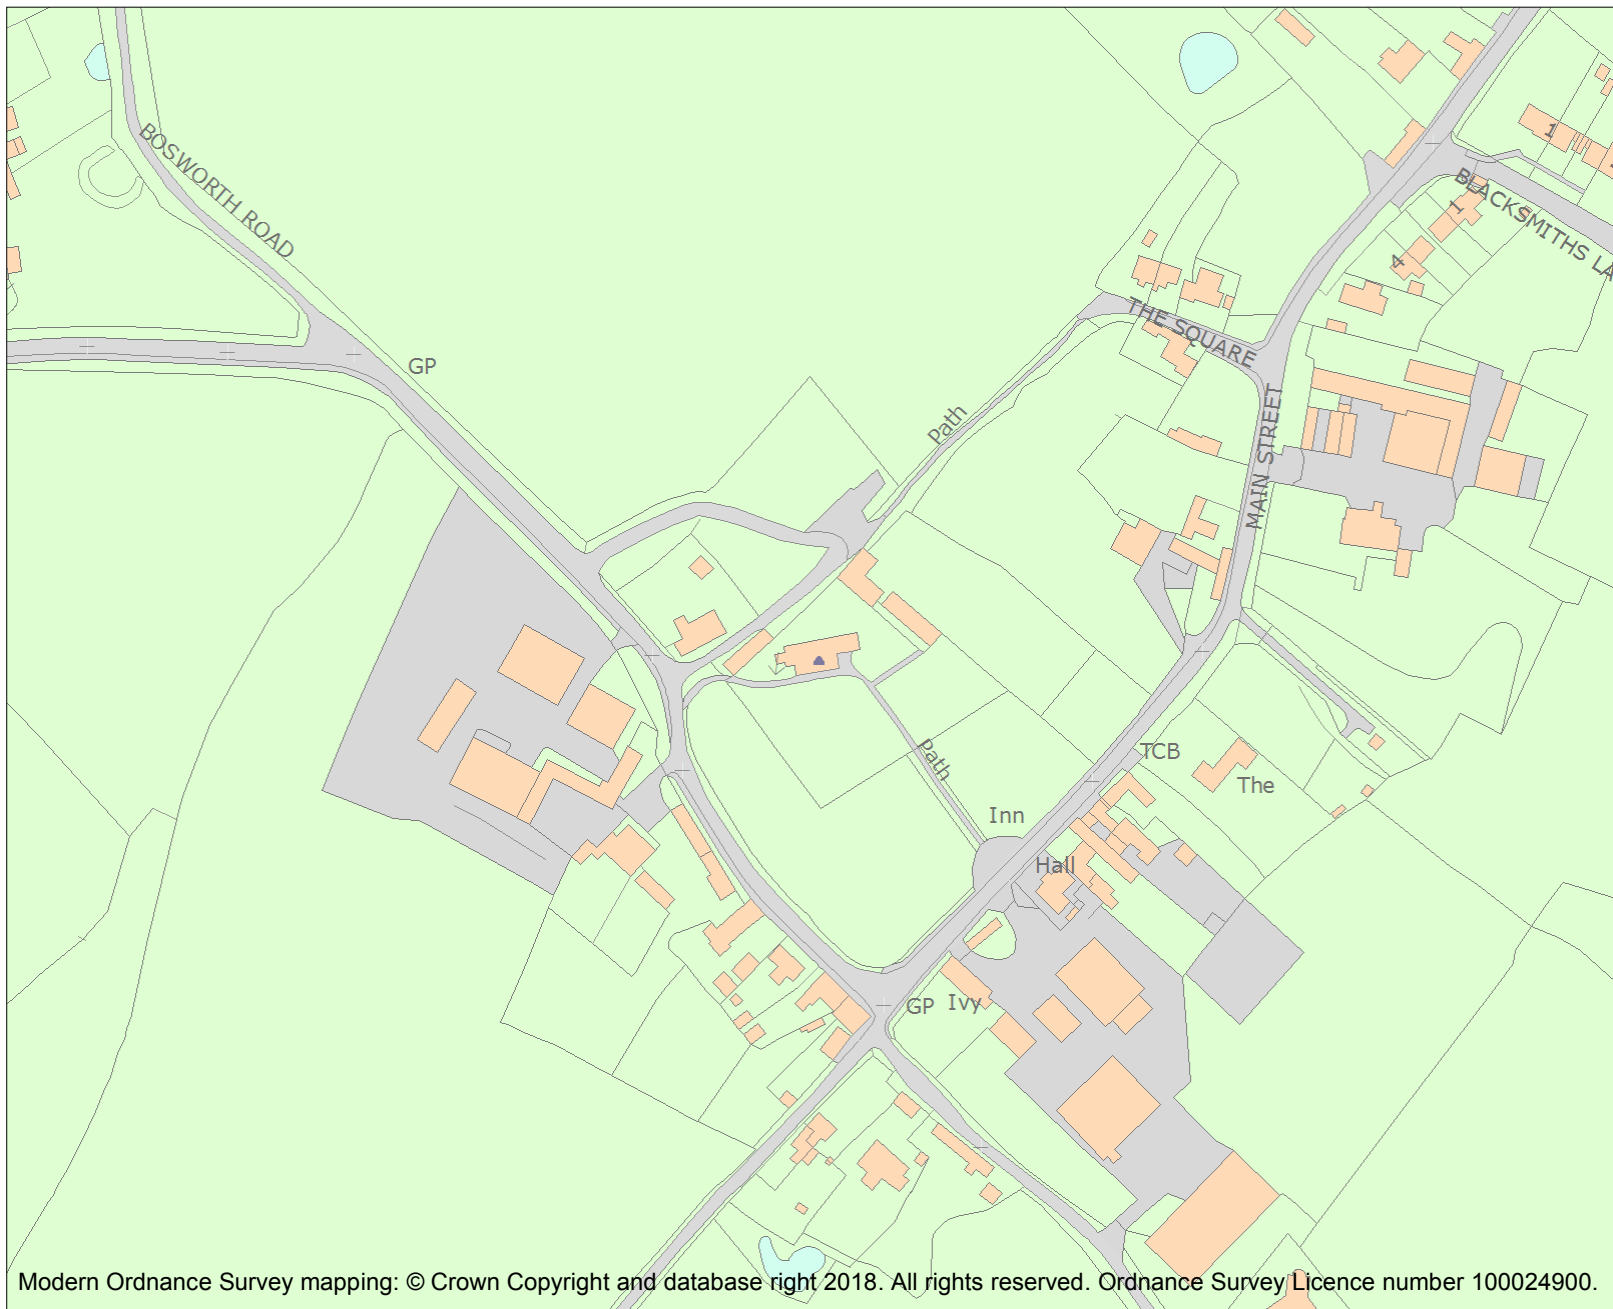 BOSWORTH ROAD
1
BLACKSMITHS LA
1
4
THE SQUARE
GP
MAIN STREET
Path
Path
TCB
The
Inn
Hall
GP
Ivy
Modern Ordnance Survey mapping: © Crown Copyright and database right 2018. All rights reserved. Ordnance Survey Licence number 100024900.